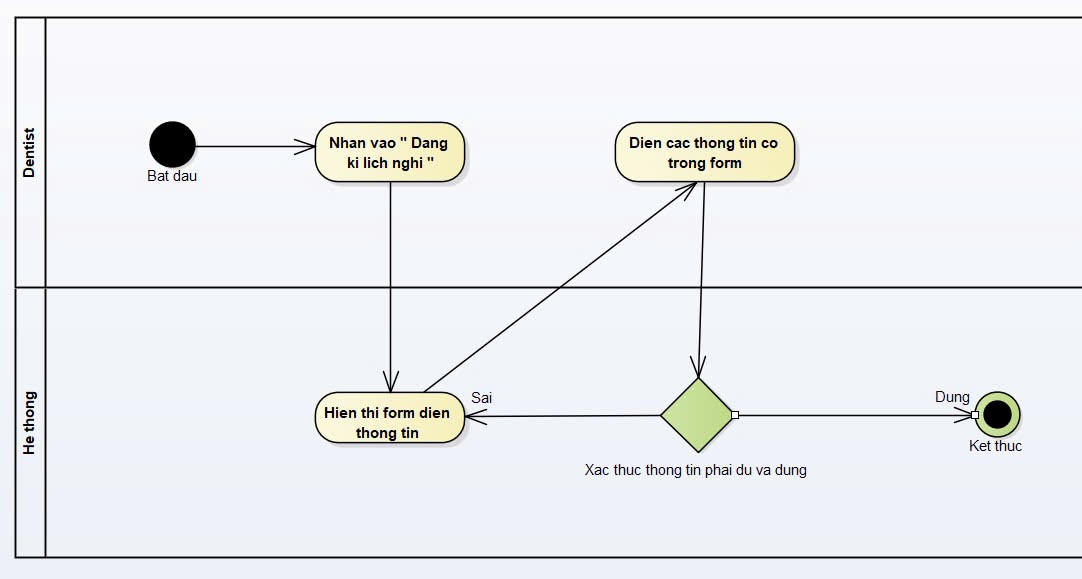 Dentist
Bat dau
Nhan vao " Dang
ki lich nghi "
Dien cac thong tin co
trong form
He thong
Hien thi form dien
thong tin
Sai
Xac thuc thong tin phai du va dung
Dung
Ket thuc